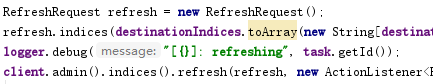 RefreshRequest refresh = new RefreshRequest();
refresh.indices(destinationIndices.toArray(new String[destinat
logger.debug( message: "[{}]: refreshing", task.getId());
client.admin().indices().refresh(refresh, new ActionListener<